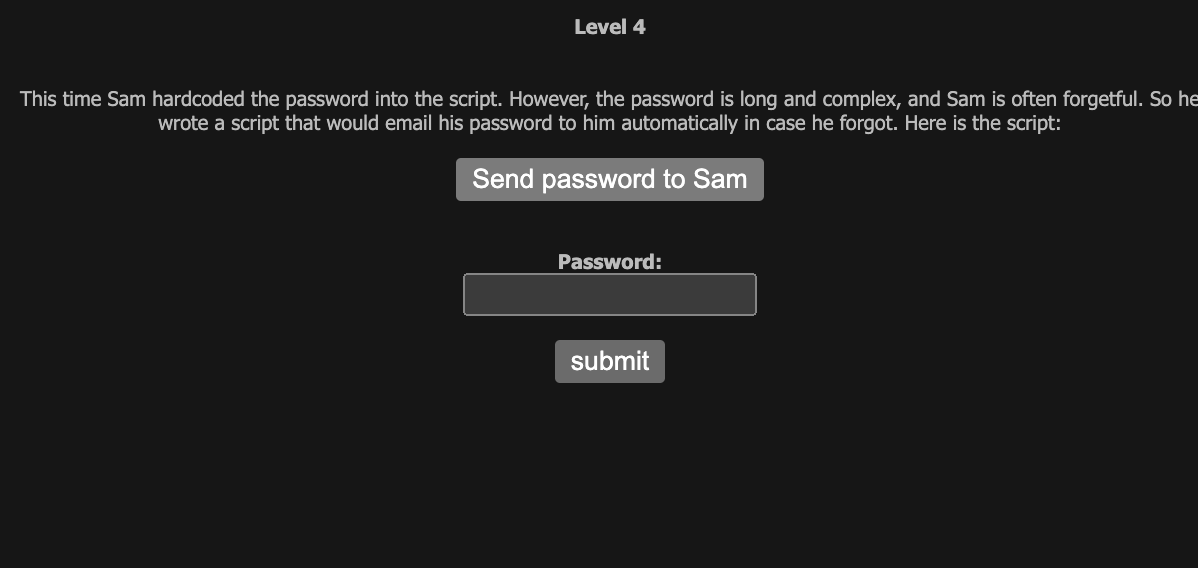 Level 4
This time Sam hardcoded the password into the script. However, the password is long and complex, and Sam is often forgetful. So he
wrote a script that would email his password to him automatically in case he forgot. Here is the script:
Send password to Sam
Password:
submit